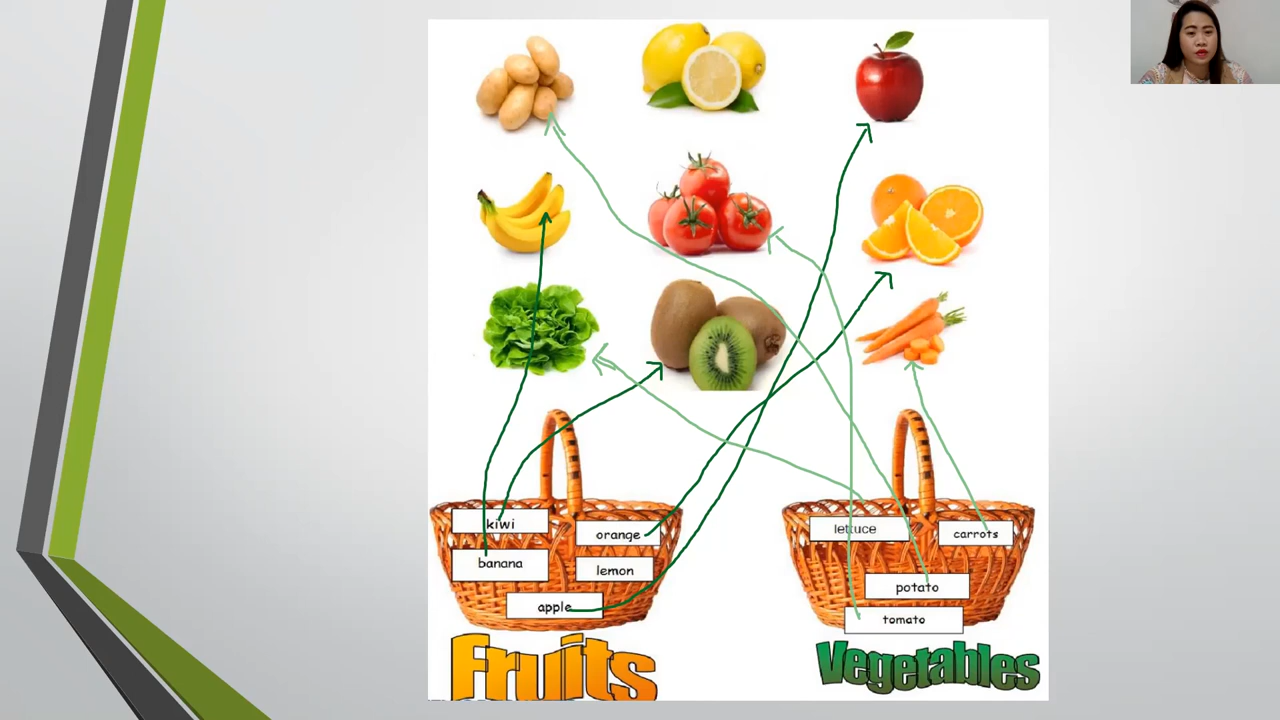 kiwi
orange
banana
lemon
apple
lettuce
carrots
potato
tomato
Fruits
Vegetables